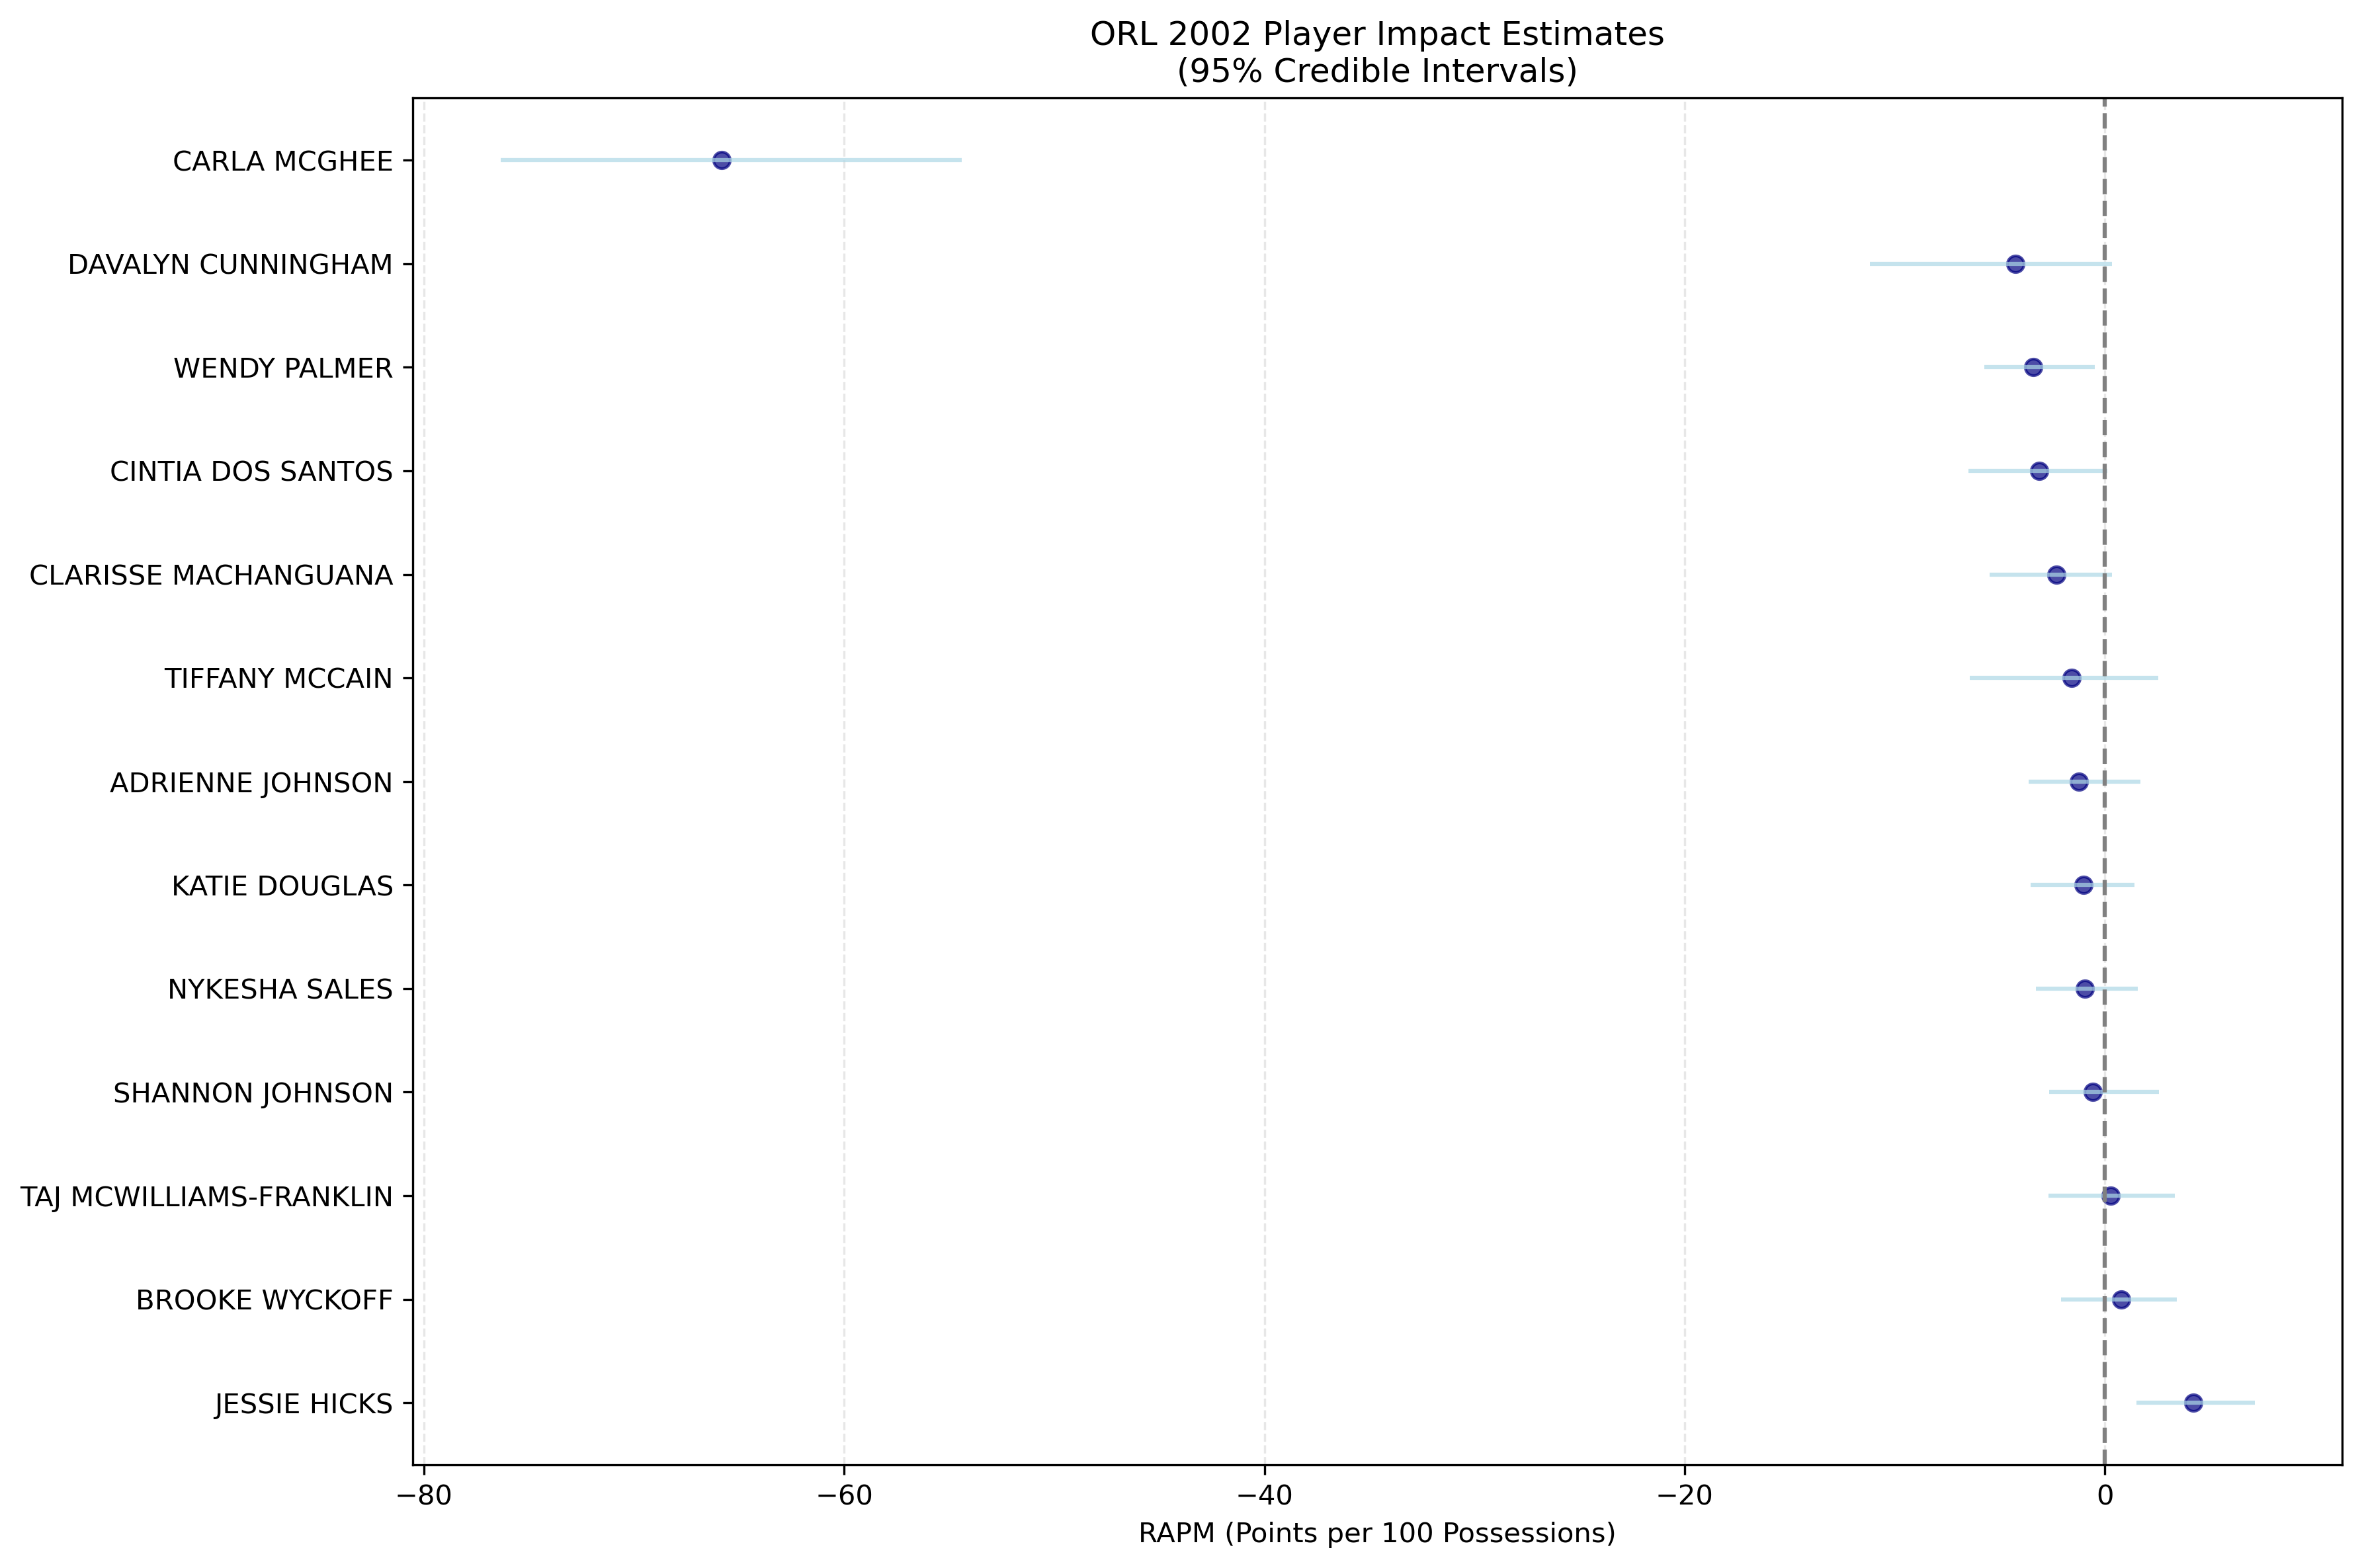 ORL 2002 Player Impact Estimates
(95% Credible Intervals)
CARLA MCGHEE
DAVALYN CUNNINGHAM
WENDY PALMER
CINTIA DOS SANTOS
CLARISSE MACHANGUANA
TIFFANY MCCAIN
ADRIENNE JOHNSON
KATIE DOUGLAS
NYKESHA SALES
SHANNON JOHNSON
TAJ MCWILLIAMS-FRANKLIN
BROOKE WYCKOFF
JESSIE HICKS
−80 −60 −40 −20 0
RAPM (Points per 100 Possessions)